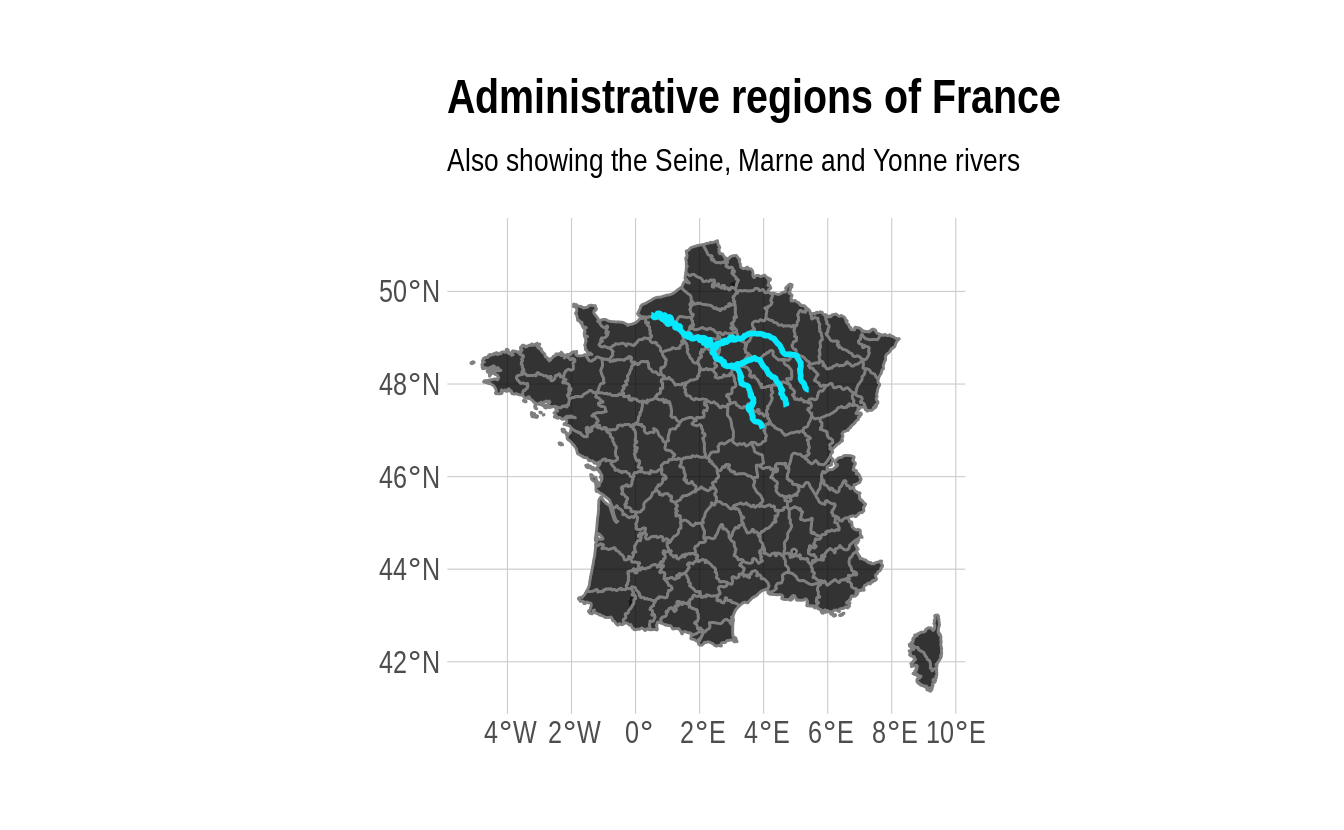 Administrative regions of France
Also showing the Seine, Marne and Yonne rivers
50°N
48°N
46°N
44°N
42°N
4°W 2°W 0° 2°E 4°E 6°E 8°E 10°E